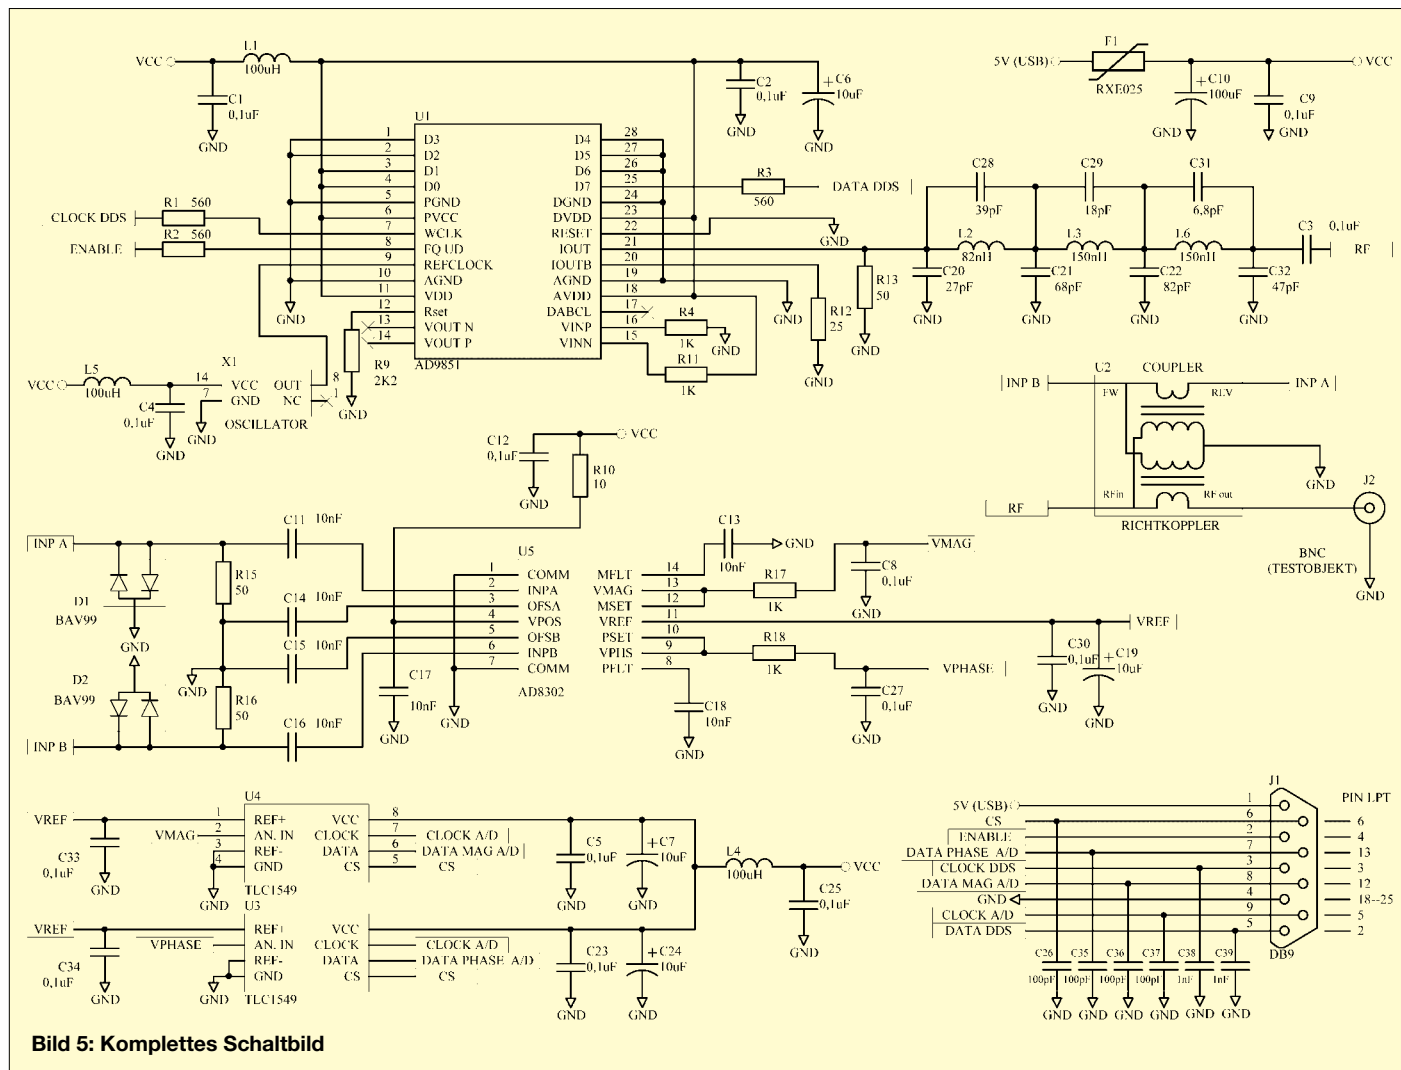 VCC
L1
100uH
C1
0,1uF
GND
C2
0,1uF
GND
+
C6
10uF
GND
5V (USB)
F1
RXE025
+
C10
100uF
GND
C9
0,1uF
GND
VCC
U1
1 D3
2 D2
3 D1
4 D0
5 PGND
6 PVCC
7 WCLK
8 FQ UD
9 REFCLOCK
10 AGND
11 VDD
12 Rset
13 VOUT N
14 VOUT P
D4 28
D5 27
D6 26
D7 25
DGND 24
DVDD 23
RESET 22
IOUT 21
IOUTB 20
AGND 19
AVDD 18
DABCL 17
VINP 16
VINN 15
AD9851
CLOCK DDS
R1 560
ENABLE
R2 560
GND
R9
2K2
GND
R3
560
DATA DDS
GND
R4
1K
GND
R11
1K
GND
R12
25
GND
R13
50
GND
C28
39pF
C29
18pF
C31
6,8pF
L2
82nH
L3
150nH
L6
150nH
C3
0,1uF
RF
C20
27pF
GND
C21
68pF
GND
C22
82pF
GND
C32
47pF
GND
VCC
L5
100uH
C4
0,1uF
GND
X1
14 VCC
7 GND
OUT 8
NC 1
OSCILLATOR
GND
INP B
U2
COUPLER
INP A
FW
REV
GND
RFin
RF out
RF
RICHTKOPPLER
J2
BNC
(TESTOBJEKT)
GND
C12
0,1uF
GND
VCC
R10
10
INP A
D1
BAV99
GND
D2
BAV99
INP B
R15
50
GND
R16
50
C11 10nF
C14 10nF
C15 10nF
C16 10nF
C17
10nF
GND
GND
U5
1 COMM
2 INPA
3 OFSA
4 VPOS
5 OFSB
6 INPB
7 COMM
MFLT 14
VMAG 13
MSET 12
VREF 11
PSET 10
VPHS 9
PFLT 8
AD8302
C13
10nF
GND
R17
1K
VMAG
C8
0,1uF
GND
VREF
R18
1K
VPHASE
C27
0,1uF
GND
C18
10nF
GND
C30
0,1uF
GND
+
C19
10uF
GND
VREF
C33
0,1uF
GND
VMAG
U4
1 REF+
2 AN. IN
3 REF-
4 GND
VCC 8
CLOCK 7
DATA 6
CS 5
CLOCK A/D
DATA MAG A/D
CS
GND
TLC1549
C5
0,1uF
GND
+
C7
10uF
GND
L4
100uH
VCC
C25
0,1uF
GND
VREF
C34
0,1uF
GND
VPHASE
U3
REF+
AN. IN
REF-
GND
VCC
CLOCK
DATA
CS
CLOCK A/D
DATA PHASE A/D
CS
GND
TLC1549
C23
0,1uF
GND
+
C24
10uF
GND
J1
PIN LPT
5V (USB) 1
CS 6 6
ENABLE 2 4
DATA PHASE A/D 7 13
CLOCK DDS 3 3
DATA MAG A/D 8 12
GND 4 18--25
CLOCK A/D 9 5
DATA DDS 5 2
DB9
C26
100pF
GND
C35
100pF
GND
C36
100pF
GND
C37
100pF
GND
C38
1nF
GND
C39
1nF
GND
Bild 5: Komplettes Schaltbild